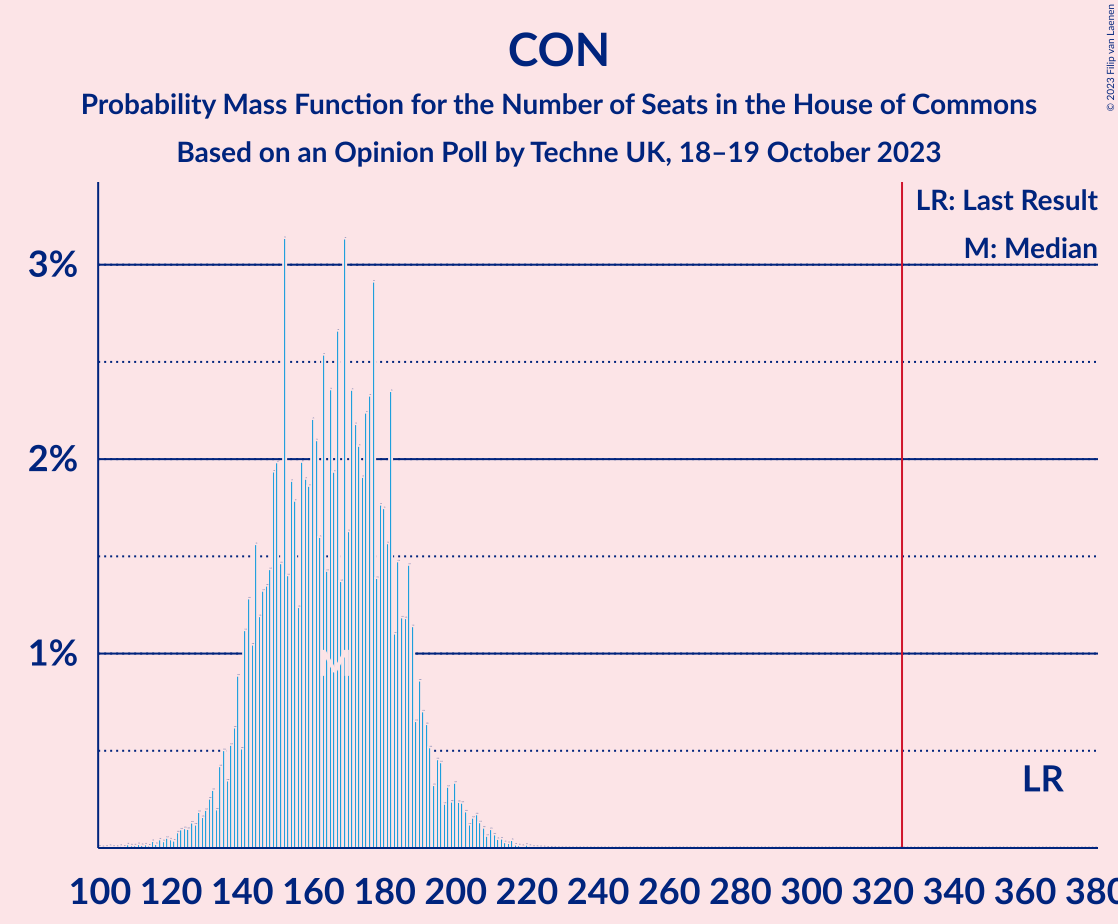 CON
Probability Mass Function for the Number of Seats in the House of Commons
Based on an Opinion Poll by Techne UK, 18–19 October 2023
© 2023 Filip van Laenen
LR: Last Result
M: Median
3%
2%
1%
M
LR
100 120 140 160 180 200 220 240 260 280 300 320 340 360 380